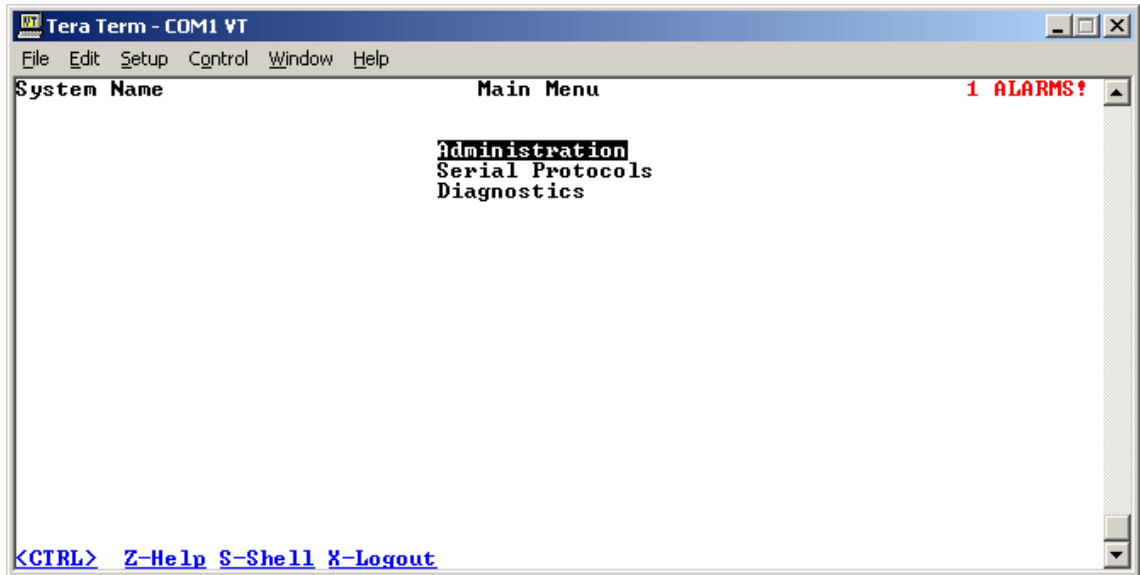 Tera Term - COM1 VT
File Edit Setup Control Window Help
System Name Main Menu 1 ALARMS!
Administration
Serial Protocols
Diagnostics
<CTRL> Z-Help S-Shell X-Logout